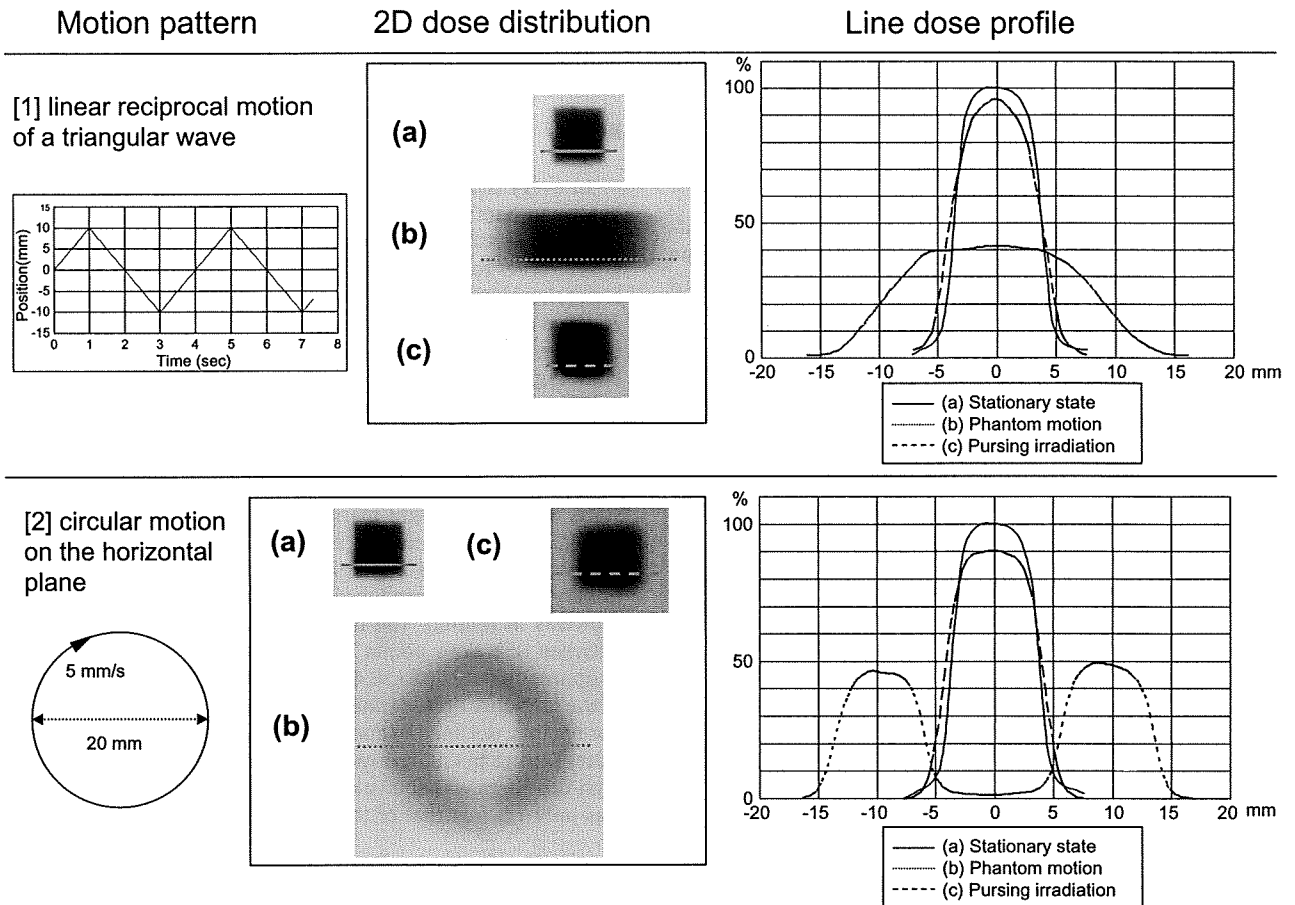 Motion pattern 2D dose distribution Line dose profile
[1] linear reciprocal motion
of a triangular wave
15
10
5
0
-5
-10
-15
Position(mm)
0 1 2 3 4 5 6 7 8
Time (sec)
(a)
(b)
(c)
%
100
50
0
-20 -15 -10 -5 0 5 10 15 20 mm
(a) Stationary state
(b) Phantom motion
(c) Pursing irradiation
[2] circular motion
on the horizontal
plane
5 mm/s
20 mm
(a) (c)
(b)
%
100
50
0
-20 -15 -10 -5 0 5 10 15 20 mm
(a) Stationary state
(b) Phantom motion
(c) Pursing irradiation